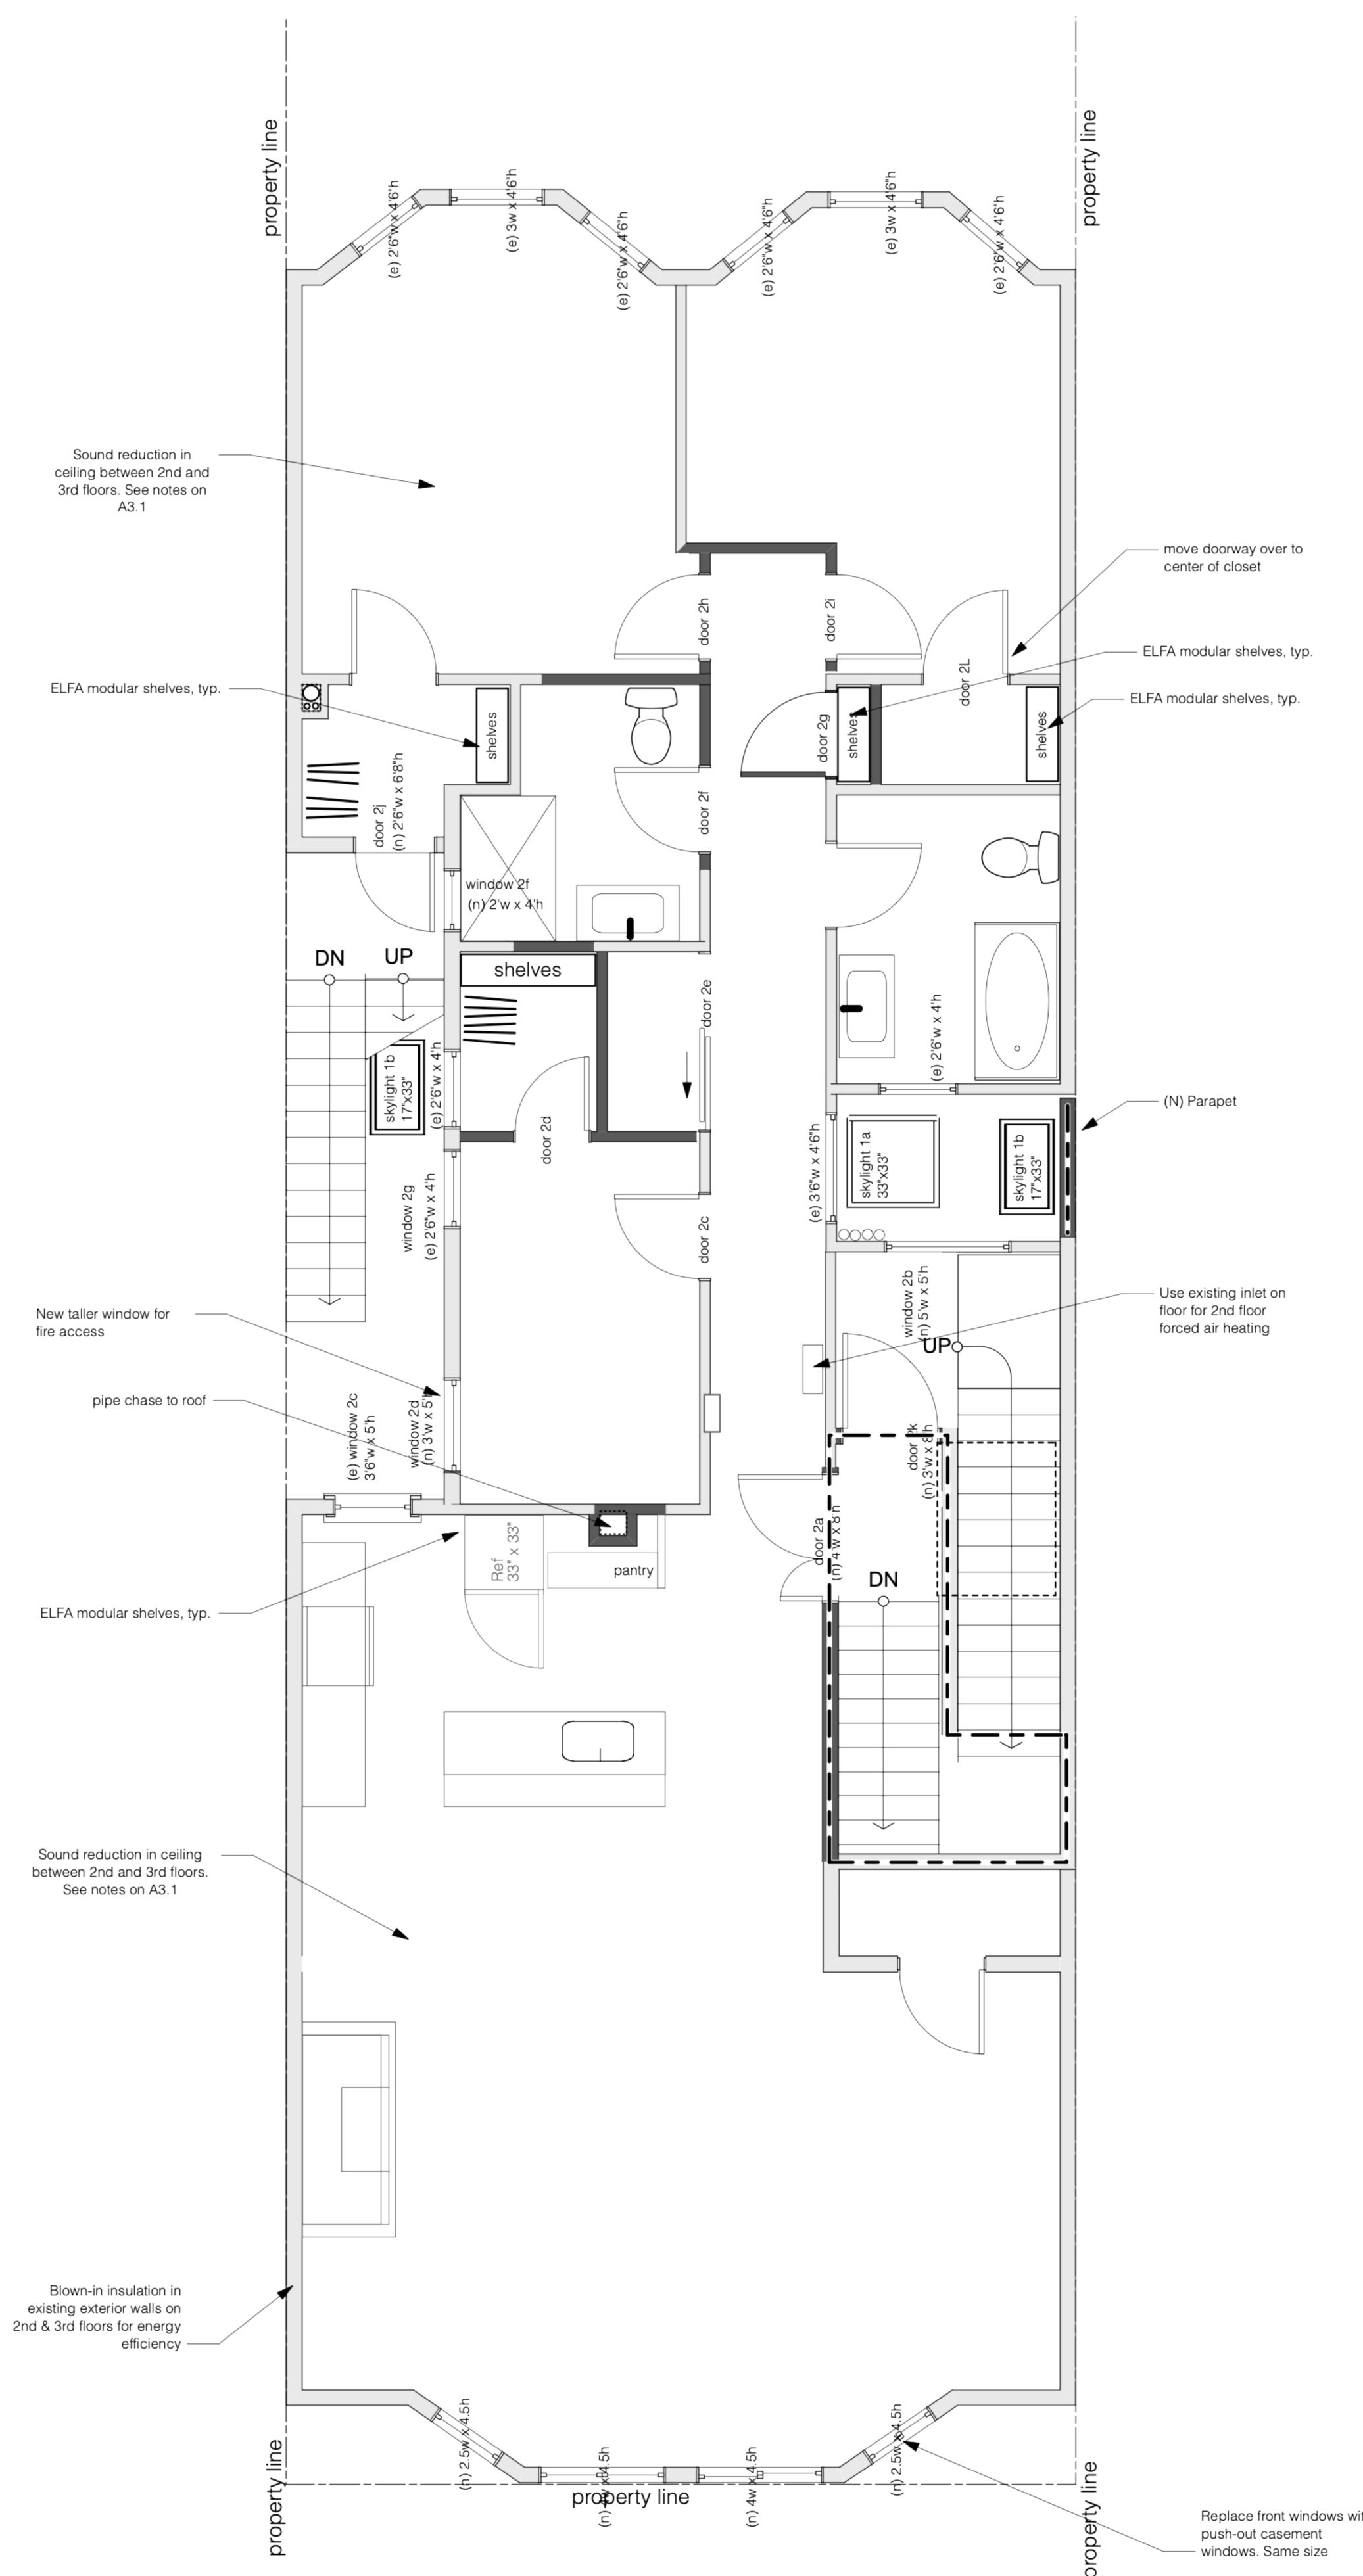 property line
property line
(e) 2'6"w x 4'6"h
(e) 3w x 4'6"h
(e) 2'6"w x 4'6"h
(e) 2'6"w x 4'6"h
(e) 3w x 4'6"h
(e) 2'6"w x 4'6"h
Sound reduction in
ceiling between 2nd and
3rd floors. See notes on
A3.1
move doorway over to
center of closet
door 2h
door 2i
ELFA modular shelves, typ.
door 2L
ELFA modular shelves, typ.
ELFA modular shelves, typ.
shelves
door 2g
shelves
shelves
door 2j
(n) 2'6"w x 6'8"h
door 2f
window 2f
(n) 2'w x 4'h
DN
UP
shelves
door 2e
(e) 2'6"w x 4'h
skylight 1b
17"x33"
(e) 2'6"w x 4'h
door 2d
(N) Parapet
(e) 3'6"w x 4'6"h
skylight 1a
33"x33"
skylight 1b
17"x33"
window 2g
(e) 2'6"w x 4'h
door 2c
window 2b
(n) 5'w x 5'h
Use existing inlet on
floor for 2nd floor
forced air heating
New taller window for
fire access
UP
pipe chase to roof
(e) window 2c
3'6"w x 5'h
window 2d
(n) 3'w x 5'h
door 2k
(n) 3'w x 8'h
door 2a
(n) 4'w x 8'h
Ref
33" x 33"
pantry
DN
ELFA modular shelves, typ.
Sound reduction in ceiling
between 2nd and 3rd floors.
See notes on A3.1
Blown-in insulation in
existing exterior walls on
2nd & 3rd floors for energy
efficiency
(n) 2.5w x 4.5h
(n) 4w x 4.5h
(n) 4w x 4.5h
(n) 2.5w x 4.5h
property line
property line
property line
Replace front windows
push-out casement
windows. Same size